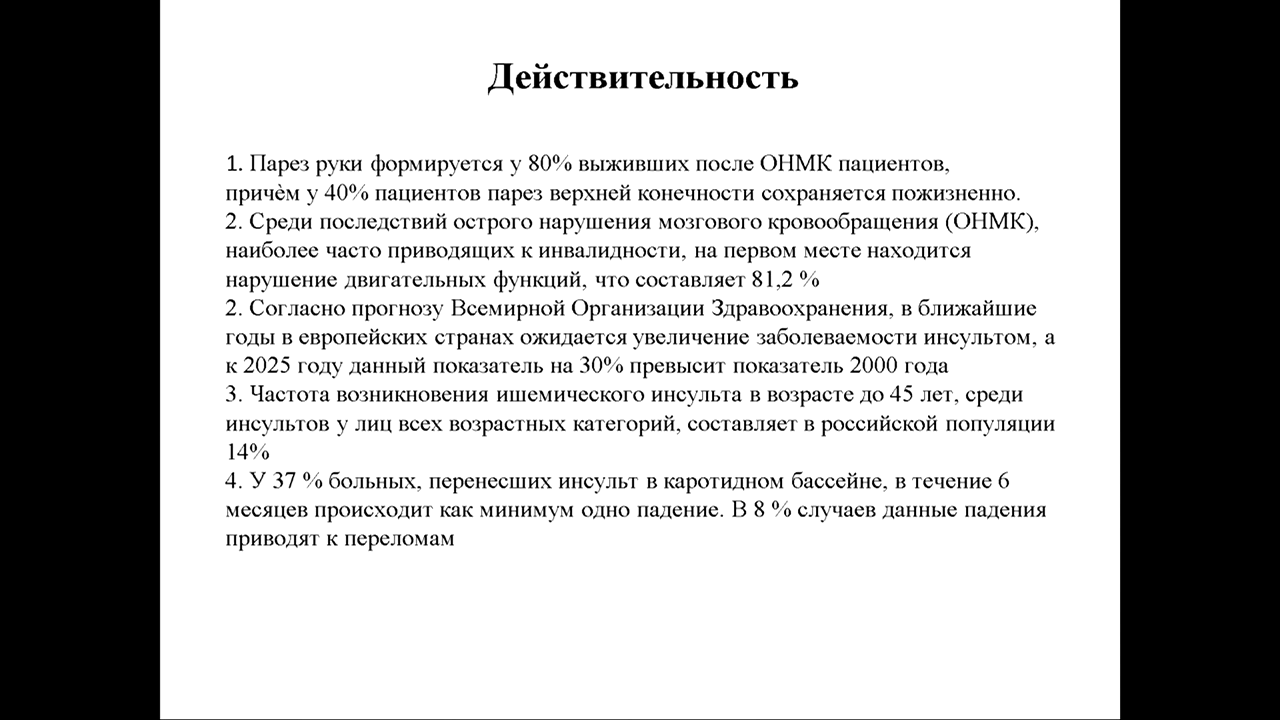 Действительность
1. Парез руки формируется у 80% выживших после ОНМК пациентов,
причѐм у 40% пациентов парез верхней конечности сохраняется пожизненно.
2. Среди последствий острого нарушения мозгового кровообращения (ОНМК),
наиболее часто приводящих к инвалидности, на первом месте находится
нарушение двигательных функций, что составляет 81,2 %
2. Согласно прогнозу Всемирной Организации Здравоохранения, в ближайшие
годы в европейских странах ожидается увеличение заболеваемости инсультом, а
к 2025 году данный показатель на 30% превысит показатель 2000 года
3. Частота возникновения ишемического инсульта в возрасте до 45 лет, среди
инсультов у лиц всех возрастных категорий, составляет в российской популяции
14%
4. У 37 % больных, перенесших инсульт в каротидном бассейне, в течение 6
месяцев происходит как минимум одно падение. В 8 % случаев данные падения
приводят к переломам